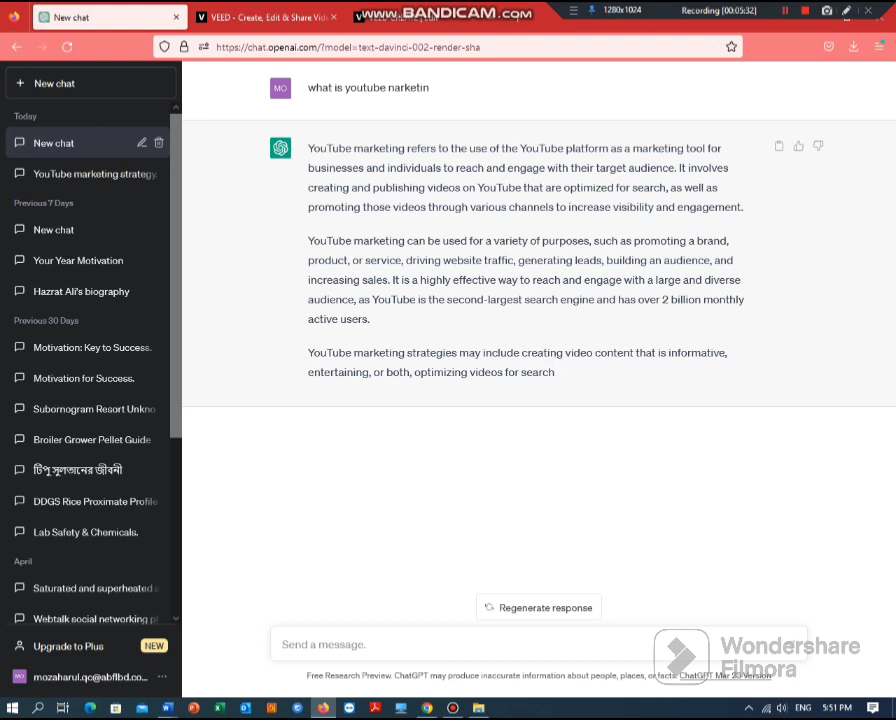 New chat
VEED - Create, Edit & Share Vid
WWW.BANDICAM.COM
1280x1024
Recording [00:05:32]
https://chat.openai.com/?model=text-davinci-002-render-sha
New chat
Today
New chat
YouTube marketing strategy.
Previous 7 Days
New chat
Your Year Motivation
Hazrat Ali's biography
Previous 30 Days
Motivation: Key to Success.
Motivation for Success.
Subornogram Resort Unkno
Broiler Grower Pellet Guide
টিপু সুলতানের জীবনী
DDGS Rice Proximate Profile
Lab Safety & Chemicals.
April
Saturated and superheated
Webtalk social networking
Upgrade to Plus
NEW
MO
mozaharul.qc@abflbd.co...
MO
what is youtube narketin
YouTube marketing refers to the use of the YouTube platform as a marketing tool for
businesses and individuals to reach and engage with their target audience. It involves
creating and publishing videos on YouTube that are optimized for search, as well as
promoting those videos through various channels to increase visibility and engagement.
YouTube marketing can be used for a variety of purposes, such as promoting a brand,
product, or service, driving website traffic, generating leads, building an audience, and
increasing sales. It is a highly effective way to reach and engage with a large and diverse
audience, as YouTube is the second-largest search engine and has over 2 billion monthly
active users.
YouTube marketing strategies may include creating video content that is informative,
entertaining, or both, optimizing videos for search
Regenerate response
Send a message.
Free Research Preview. ChatGPT may produce inaccurate information about people, places, or facts. ChatGPT Mar 23 Version
Wondershare
Filmora
ENG
5:51 PM